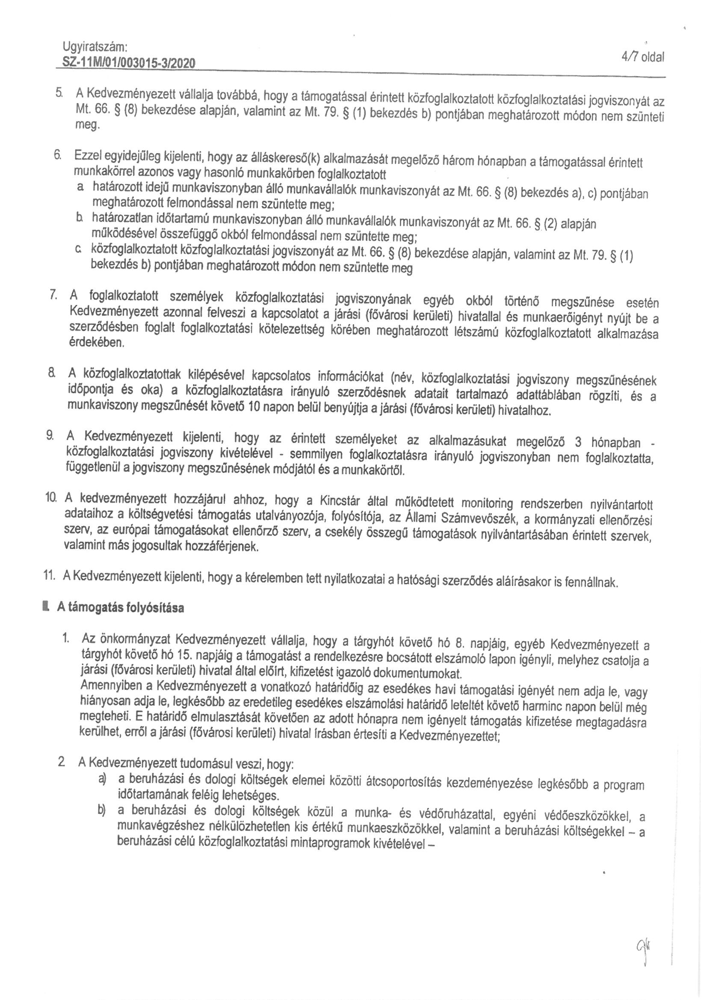 Ugyiratszám:
SZ-11M/01/003015-3/2020
4/7 oldal
5. A Kedvezményezett vállalja továbbá, hogy a támogatással érintett közfoglalkoztatott közfoglalkoztatási jogviszonyát az
Mt. 66. § (8) bekezdése alapján, valamint az Mt. 79. § (1) bekezdés b) pontjában meghatározott módon nem szünteti
meg.
6. Ezzel egyidejűleg kijelenti, hogy az álláskereső(k) alkalmazását megelőző három hónapban a támogatással érintett
munkakörrel azonos vagy hasonló munkakörben foglalkoztatott
a határozott idejű munkaviszonyban álló munkavállalók munkaviszonyát az Mt. 66. § (8) bekezdés a), c) pontjában
meghatározott felmondással nem szüntette meg;
b. határozatlan időtartamú munkaviszonyban álló munkavállalók munkaviszonyát az Mt. 66. § (2) alapján
működésével összefüggő okból felmondással nem szüntette meg;
c. közfoglalkoztatott közfoglalkoztatási jogviszonyát az Mt. 66. § (8) bekezdése alapján, valamint az Mt. 79. § (1)
bekezdés b) pontjában meghatározott módon nem szüntette meg
7. A foglalkoztatott személyek közfoglalkoztatási jogviszonyának egyéb okból történő megszűnése esetén
Kedvezményezett azonnal felveszi a kapcsolatot a járási (fővárosi kerületi) hivatallal és munkaerőigényt nyújt be a
szerződésben foglalt foglalkoztatási kötelezettség körében meghatározott létszámú közfoglalkoztatott alkalmazása
érdekében.
8. A közfoglalkoztatottak kilépésével kapcsolatos információkat (név, közfoglalkoztatási jogviszony megszűnésének
időpontja és oka) a közfoglalkoztatásra irányuló szerződésnek adatait tartalmazó adattáblában rögzíti, és a
munkaviszony megszűnését követő 10 napon belül benyújtja a járási (fővárosi kerületi) hivatalhoz.
9. A Kedvezményezett kijelenti, hogy az érintett személyeket az alkalmazásukat megelőző 3 hónapban -
közfoglalkoztatási jogviszony kivételével - semmilyen foglalkoztatásra irányuló jogviszonyban nem foglalkoztatta,
függetlenül a jogviszony megszűnésének módjától és a munkakörtől.
10. A kedvezményezett hozzájárul ahhoz, hogy a Kincstár által működtetett monitoring rendszerben nyilvántartott
adataihoz a költségvetési támogatás utalványozója, folyósítója, az Állami Számvevőszék, a kormányzati ellenőrzési
szerv, az európai támogatásokat ellenőrző szerv, a csekély összegű támogatások nyilvántartásában érintett szervek,
valamint más jogosultak hozzáférjenek.
11. A Kedvezményezett kijelenti, hogy a kérelemben tett nyilatkozatai a hatósági szerződés aláírásakor is fennállnak.
A támogatás folyósítása
1. Az önkormányzat Kedvezményezett vállalja, hogy a tárgyhót követő hó 8. napjáig, egyéb Kedvezményezett a
tárgyhót követő hó 15. napjáig a támogatást a rendelkezésre bocsátott elszámoló lapon igényli, melyhez csatolja a
járási (fővárosi kerületi) hivatal által előírt, kifizetést igazoló dokumentumokat.
Amennyiben a Kedvezményezett a vonatkozó határidőig az esedékes havi támogatási igényét nem adja le, vagy
hiányosan adja le, legkésőbb az eredetileg esedékes elszámolási határidő leteltét követő harminc napon belül még
megteheti. E határidő elmulasztását követően az adott hónapra nem igényelt támogatás kifizetése megtagadásra
kerülhet, erről a járási (fővárosi kerületi) hivatal írásban értesíti a Kedvezményezettet;
2 A Kedvezményezett tudomásul veszi, hogy:
a) a beruházási és dologi költségek elemei közötti átcsoportosítás kezdeményezése legkésőbb a program
időtartamának feléig lehetséges.
b) a beruházási és dologi költségek közül a munka- és védőruházattal, egyéni védőeszközökkel, a
munkavégzéshez nélkülözhetetlen kis értékű munkaeszközökkel, valamint a beruházási költségekkel – a
beruházási célú közfoglalkoztatási mintaprogramok kivételével –